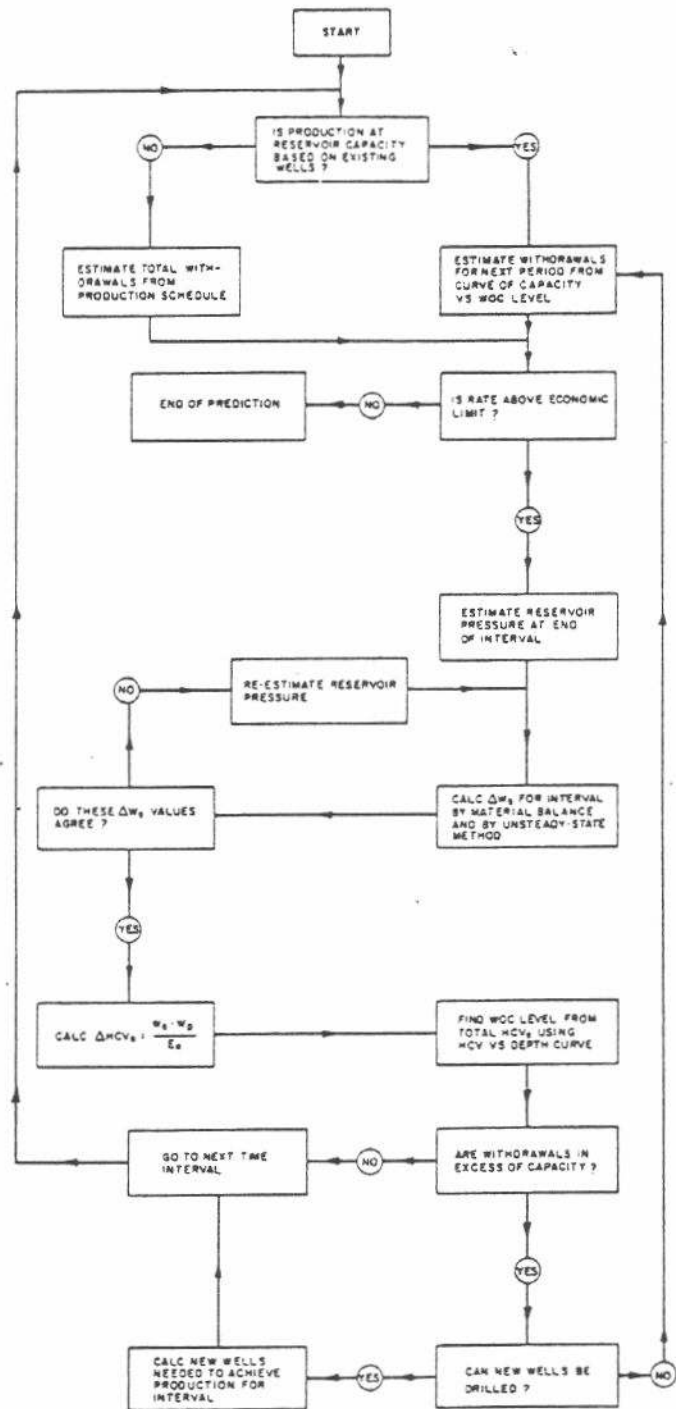 START
IS PRODUCTION AT
RESERVOIR CAPACITY
BASED ON EXISTING
WELLS ?
NO
YES
ESTIMATE TOTAL WITH-
DRAWALS FROM
PRODUCTION SCHEDULE
ESTIMATE WITHDRAWALS
FOR NEXT PERIOD FROM
CURVE OF CAPACITY
VS WOC LEVEL
END OF PREDICTION
NO
IS RATE ABOVE ECONOMIC
LIMIT ?
YES
ESTIMATE RESERVOIR
PRESSURE AT END
OF INTERVAL
NO
RE-ESTIMATE RESERVOIR
PRESSURE
DO THESE ΔWe VALUES
AGREE ?
CALC ΔWe FOR INTERVAL
BY MATERIAL BALANCE
AND BY UNSTEADY-STATE
METHOD
YES
CALC ΔHCVs : We - Wp
Ea
FIND WOC LEVEL FROM
TOTAL HCVs USING
HCV VS DEPTH CURVE
GO TO NEXT TIME
INTERVAL
NO
ARE WITHDRAWALS IN
EXCESS OF CAPACITY ?
YES
CALC NEW WELLS
NEEDED TO ACHIEVE
PRODUCTION FOR
INTERVAL
YES
CAN NEW WELLS BE
DRILLED ?
NO